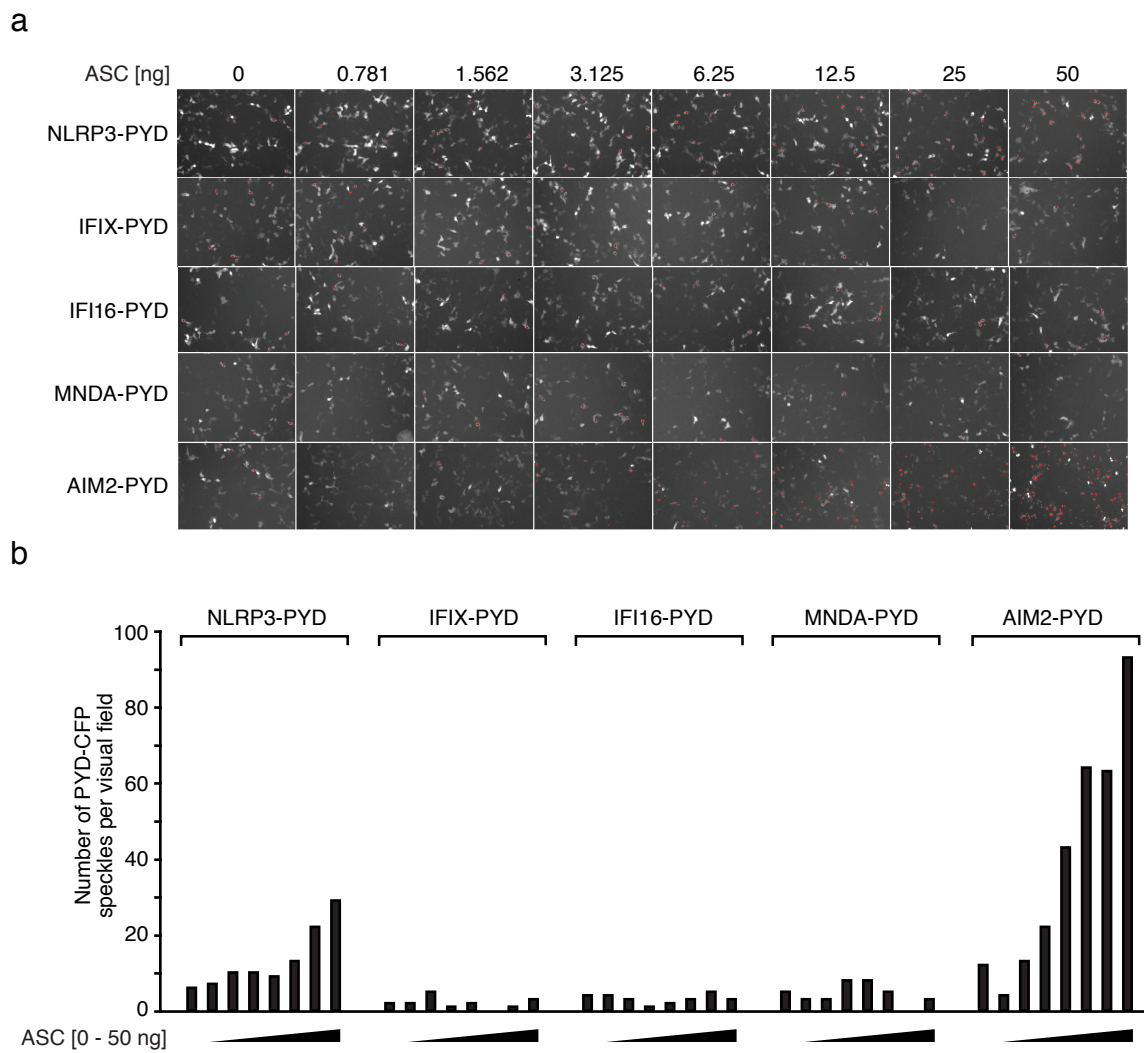 a
ASC [ng] 0 0.781 1.562 3.125 6.25 12.5 25 50
NLRP3-PYD
IFIX-PYD
IFI16-PYD
MNDA-PYD
AIM2-PYD
b
NLRP3-PYD IFIX-PYD IFI16-PYD MNDA-PYD AIM2-PYD
Number of PYD-CFP
speckles per visual field
100
80
60
40
20
0
ASC [0 - 50 ng]